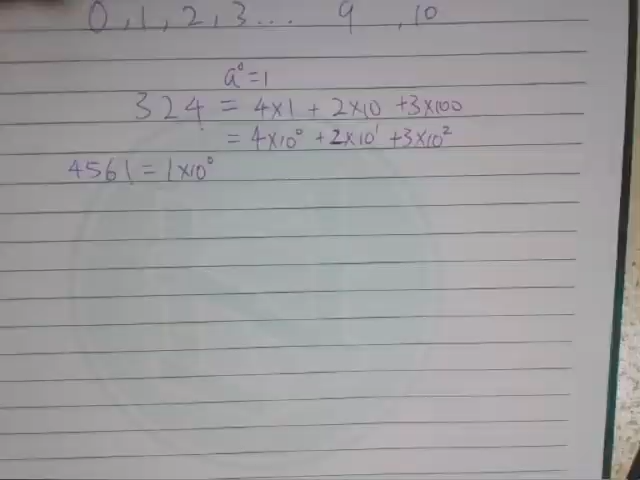 0, 1, 2, 3 ... 9, 10
a⁰ = 1
324 = 4×1 + 2×10 + 3×100
= 4×10⁰ + 2×10¹ + 3×10²
4561 = 1×10⁰